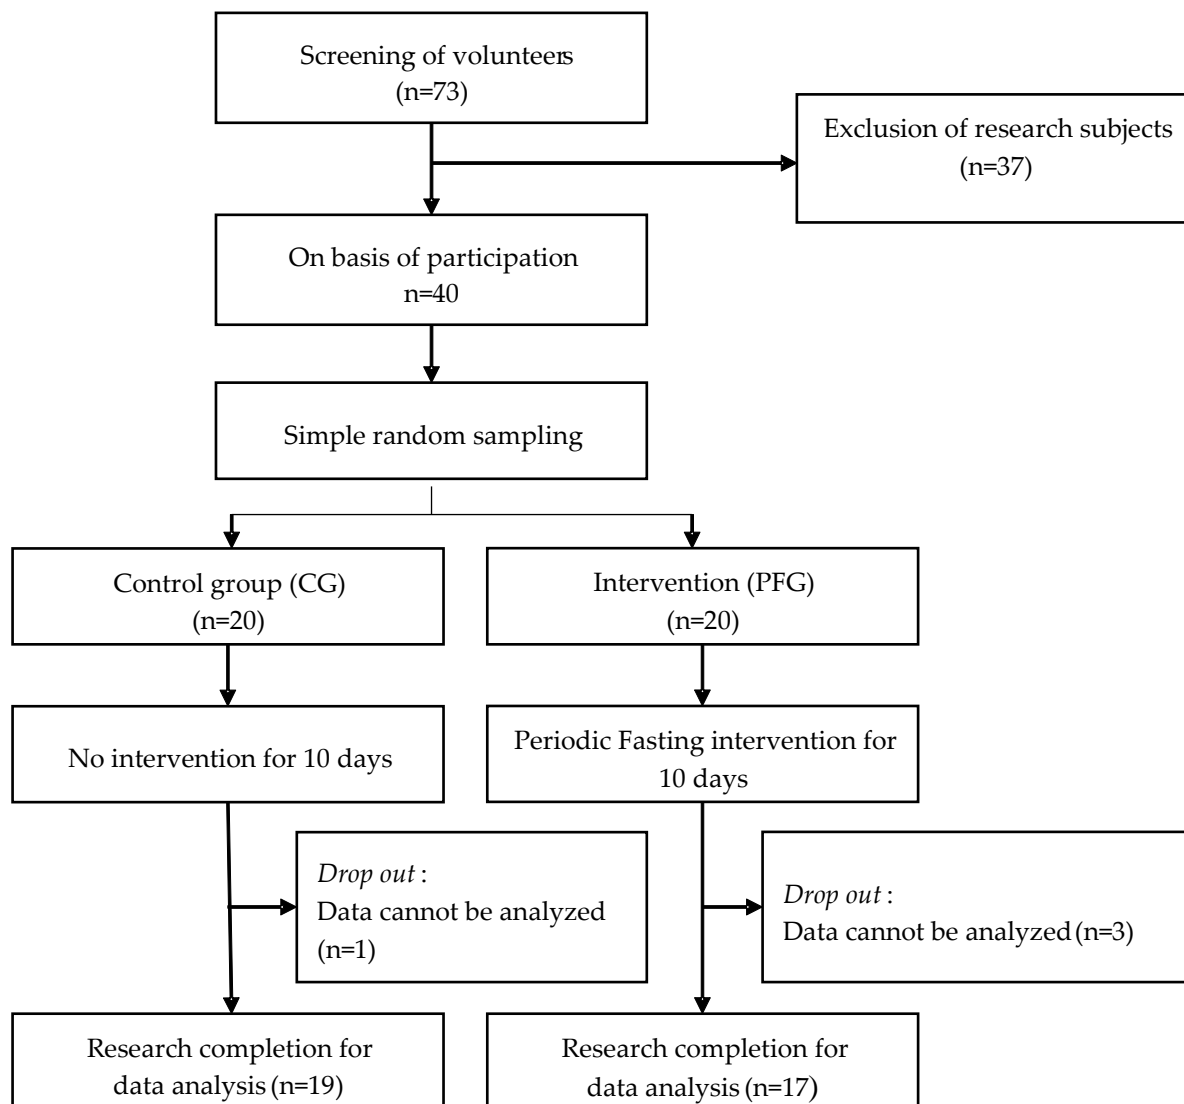 Screening of volunteers
(n=73)
Exclusion of research subjects
(n=37)
On basis of participation
n=40
Simple random sampling
Control group (CG)
(n=20)
Intervention (PFG)
(n=20)
No intervention for 10 days
Periodic Fasting intervention for
10 days
Drop out :
Data cannot be analyzed
(n=1)
Drop out :
Data cannot be analyzed (n=3)
Research completion for
data analysis (n=19)
Research completion for
data analysis (n=17)